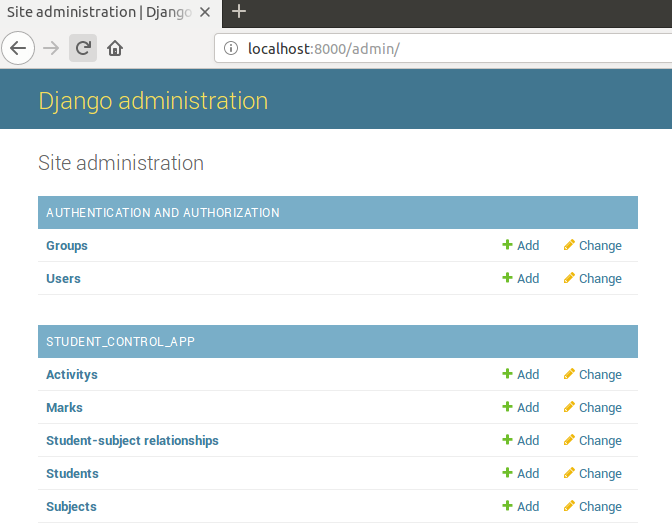 Site administration | Django
localhost:8000/admin/
Django administration
Site administration
AUTHENTICATION AND AUTHORIZATION
Groups Add Change
Users Add Change
STUDENT_CONTROL_APP
Activitys Add Change
Marks Add Change
Student-subject relationships Add Change
Students Add Change
Subjects Add Change